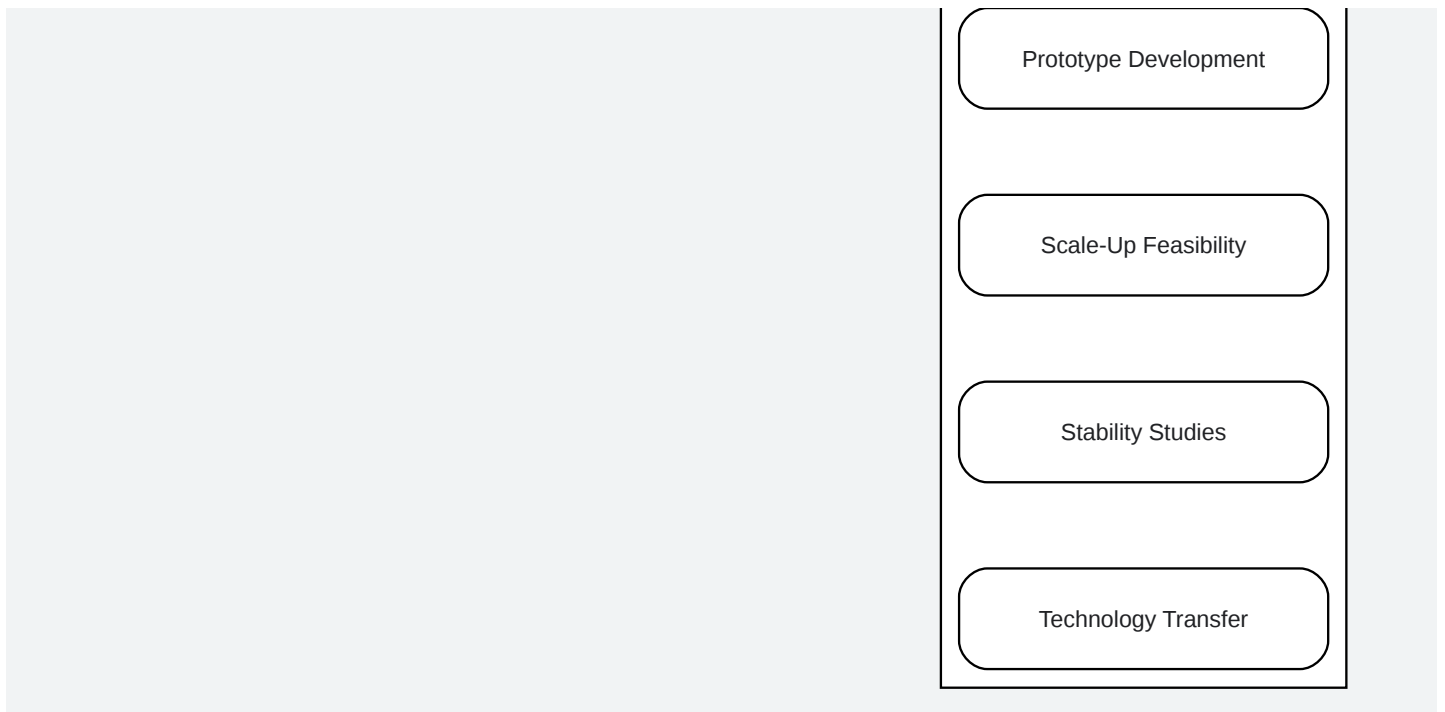 Prototype Development
Scale-Up Feasibility
Stability Studies
Technology Transfer